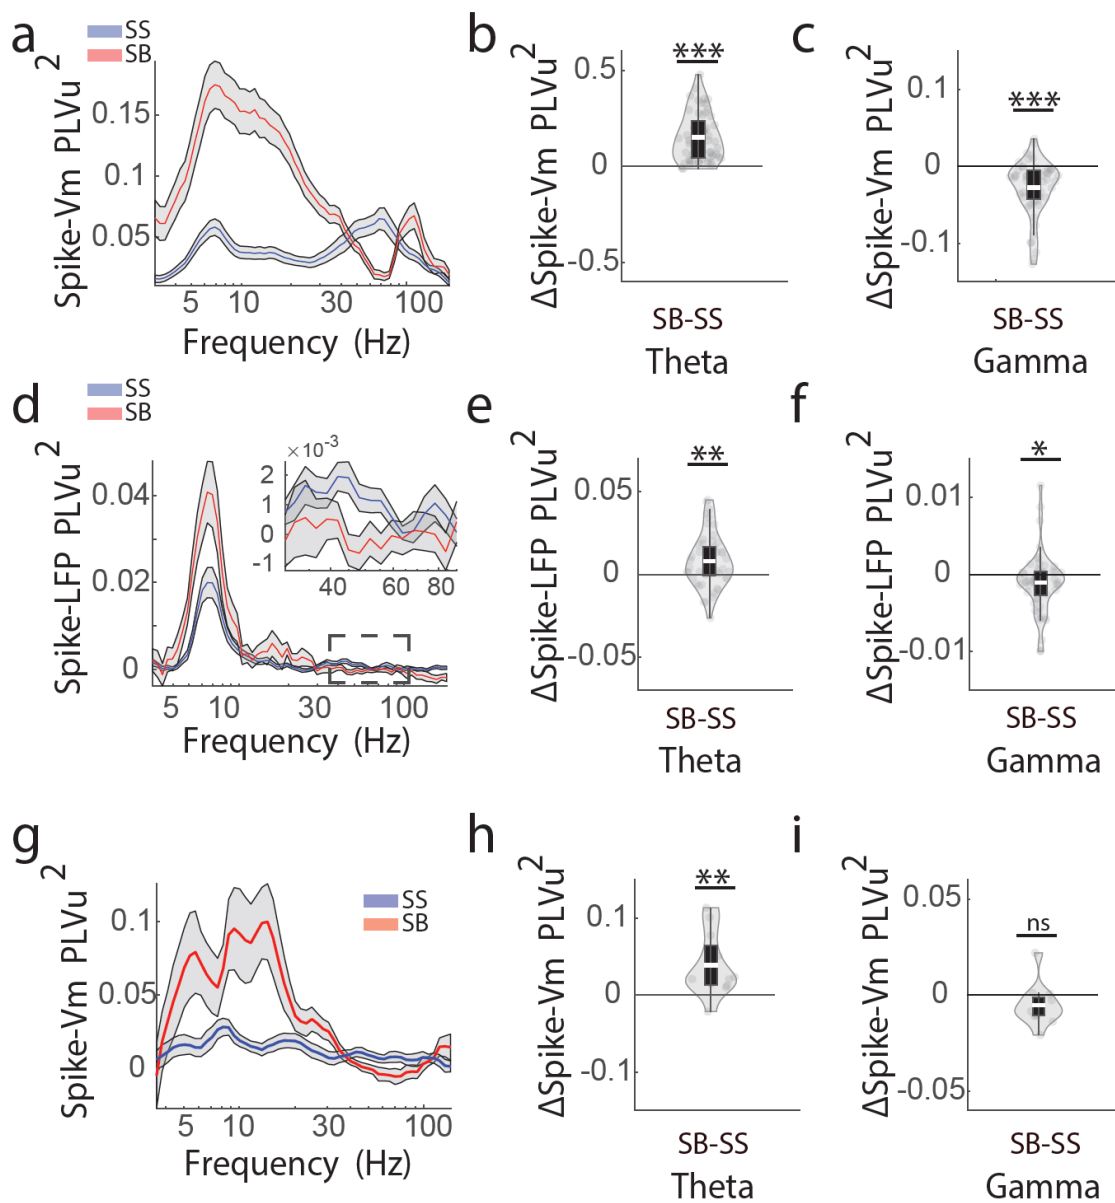 a
SS
SB
Spike-Vm PLVu²
0.15
0.1
0.05
5
10
30
100
Frequency (Hz)
b
***
ΔSpike-Vm PLVu²
0.5
0
-0.5
SB-SS
Theta
c
***
ΔSpike-Vm PLVu²
0.1
0
-0.1
SB-SS
Gamma
d
SS
SB
Spike-LFP PLVu²
0.04
0.02
0
5
10
30
100
Frequency (Hz)
×10⁻³
2
1
0
-1
40
60
80
e
**
ΔSpike-LFP PLVu²
0.05
0
-0.05
SB-SS
Theta
f
*
ΔSpike-LFP PLVu²
0.01
0
-0.01
SB-SS
Gamma
g
SS
SB
Spike-Vm PLVu²
0.1
0.05
0
5
10
30
100
Frequency (Hz)
h
**
ΔSpike-Vm PLVu²
0.1
0
-0.1
SB-SS
Theta
i
ns
ΔSpike-Vm PLVu²
0.05
0
-0.05
SB-SS
Gamma